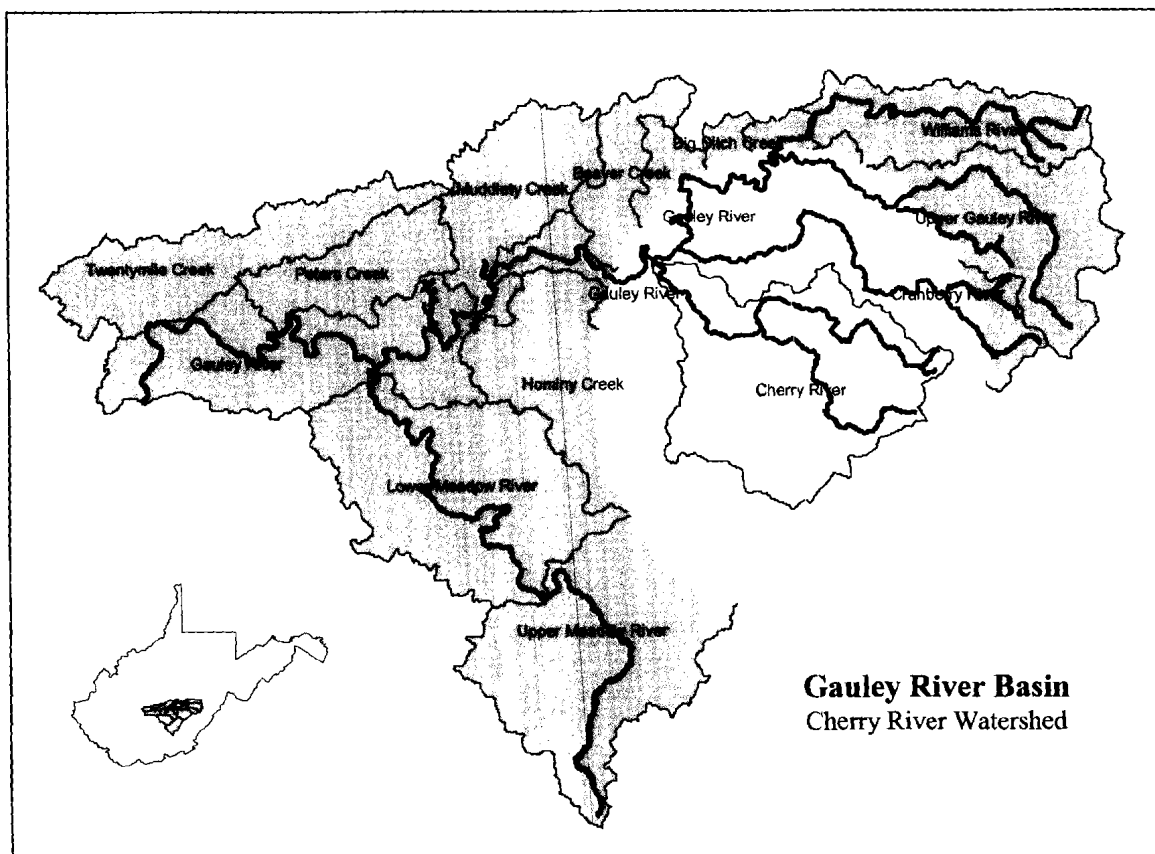 Williams River
Big Ditch Creek
Beaver Creek
Muddlety Creek
Gauley River
Upper Gauley River
Twentymile Creek
Peters Creek
Gauley River
Cranberry River
Gauley River
Hominy Creek
Cherry River
Lower Meadow River
Upper Meadow River
Gauley River Basin
Cherry River Watershed